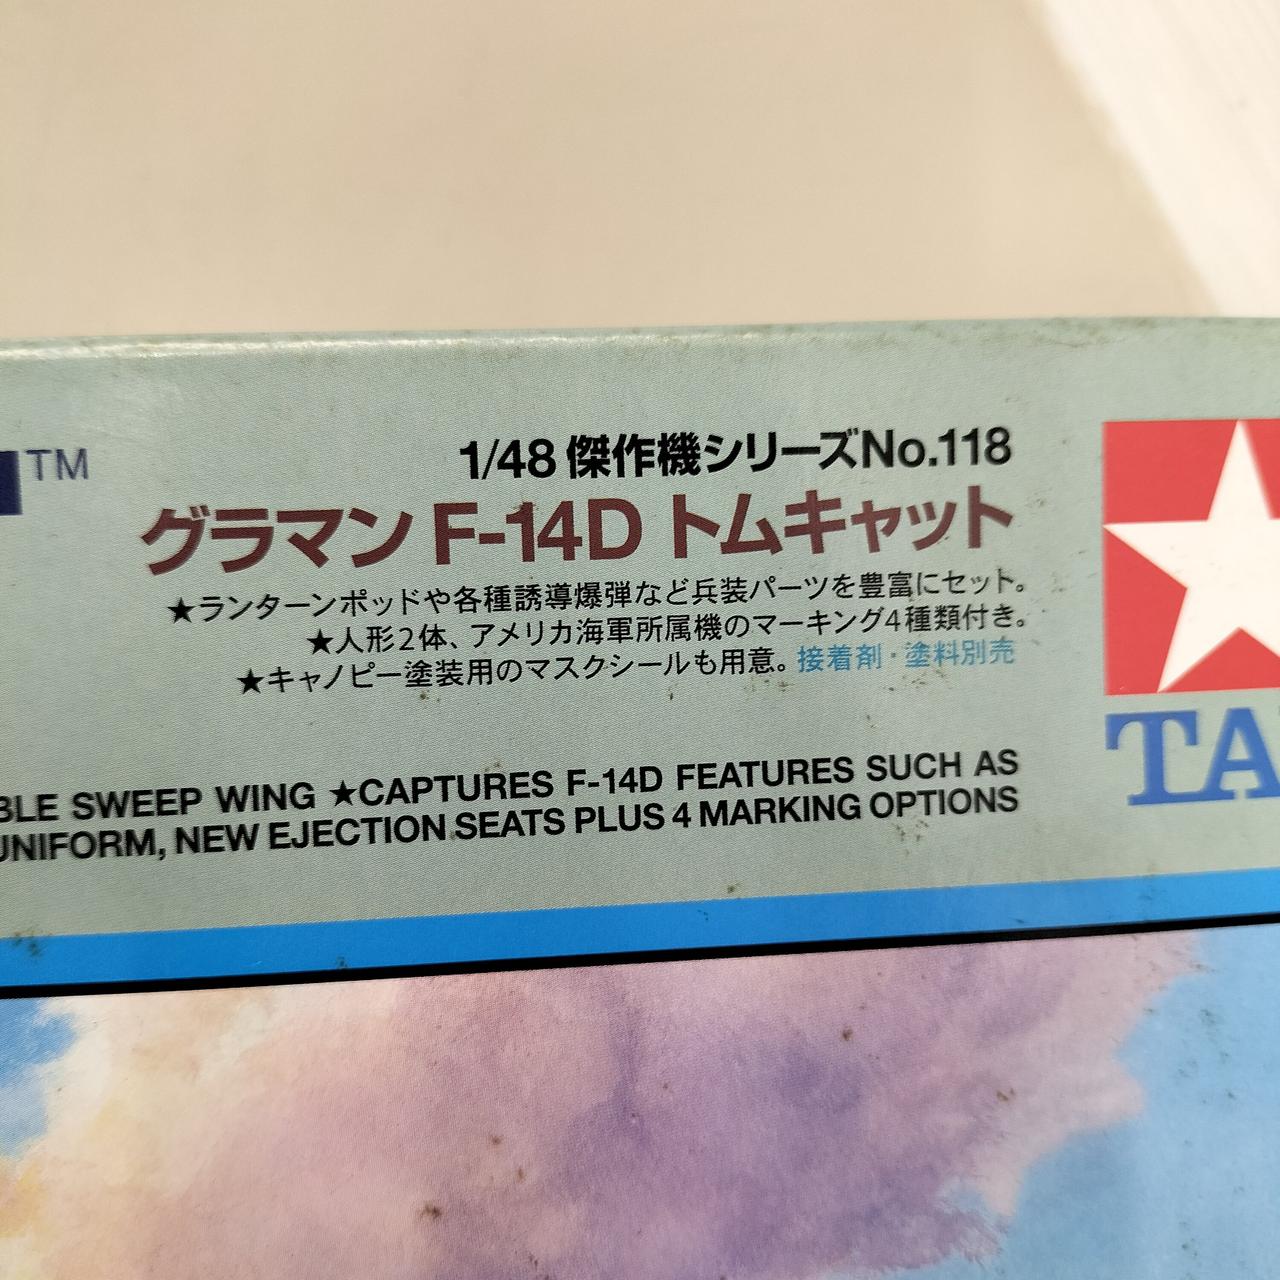 TM
1/48 傑作機シリーズNo.118
グラマン F-14D トムキャット
★ランターンポッドや各種誘導爆弾など兵装パーツを豊富にセット。
★人形2体、アメリカ海軍所属機のマーキング4種類付き。
★キャノピー塗装用のマスクシールも用意。接着剤・塗料別売
BLE SWEEP WING ★CAPTURES F-14D FEATURES SUCH AS
UNIFORM, NEW EJECTION SEATS PLUS 4 MARKING OPTIONS
TA